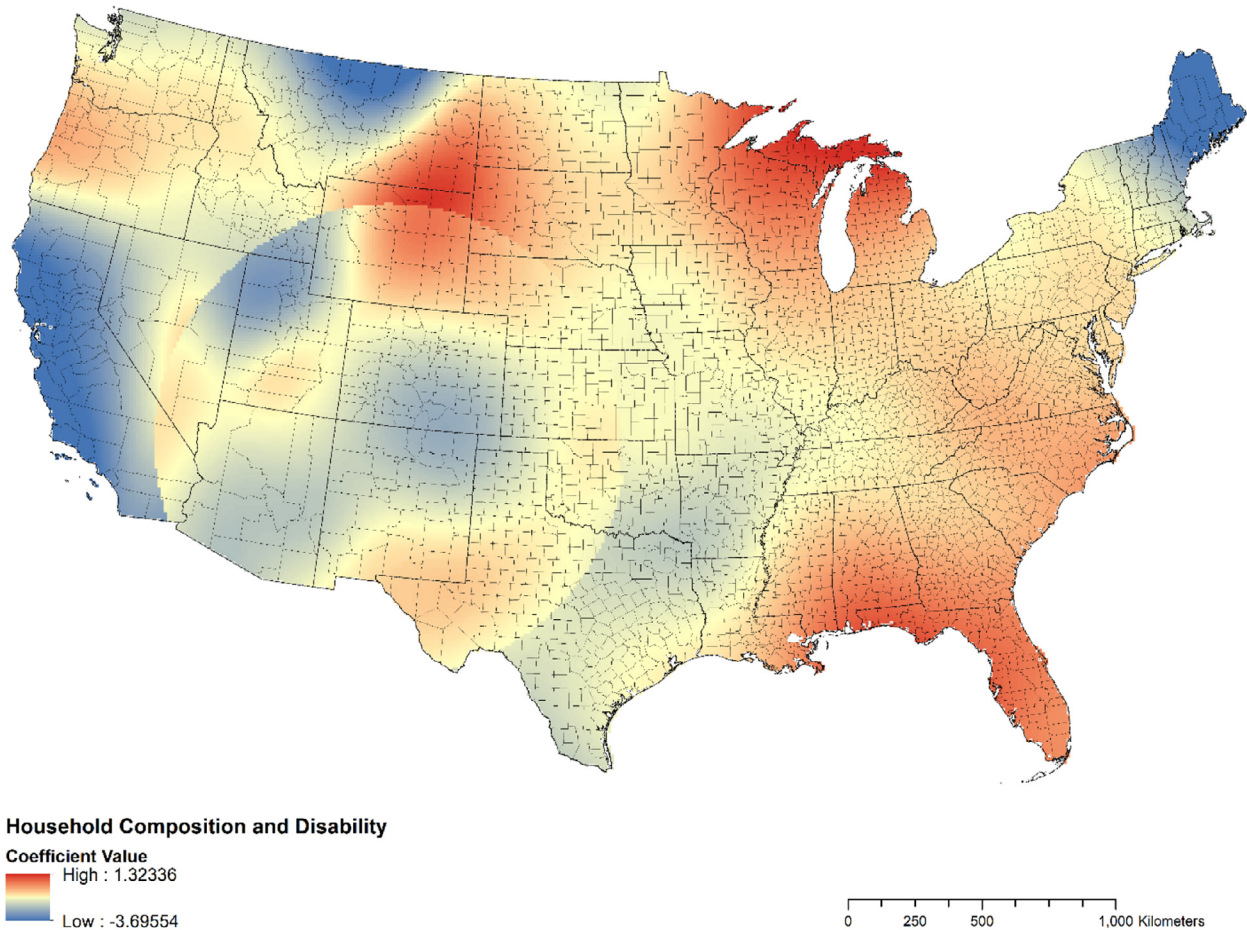 Household Composition and Disability
Coefficient Value
High : 1.32336
Low : -3.69554
0 250 500 1,000 Kilometers